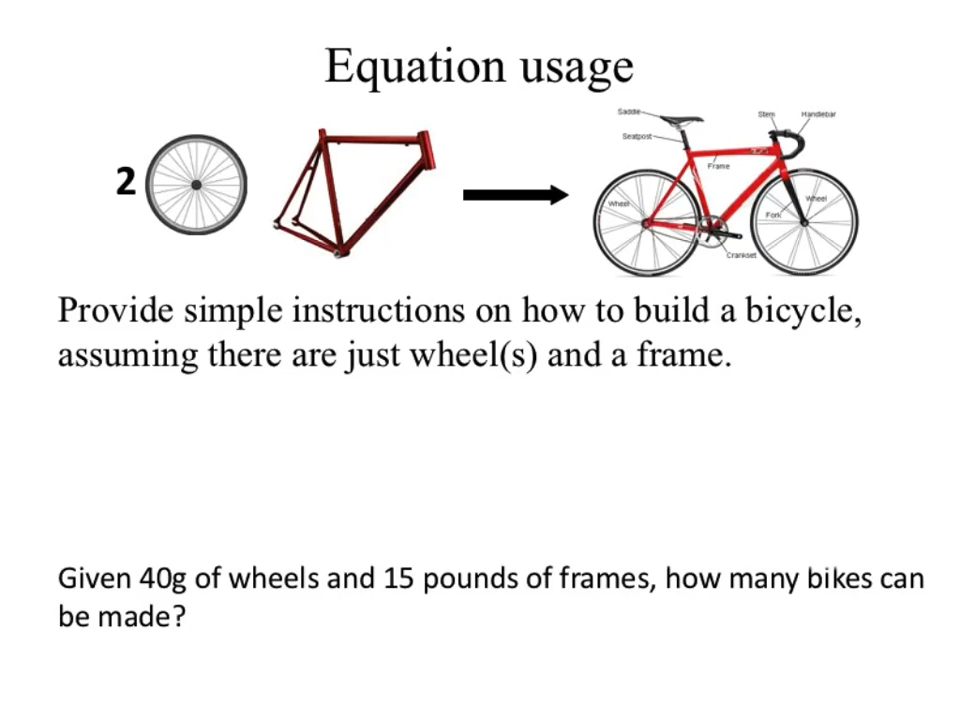 Equation usage
2
Saddle
Seatpost
Stem
Handlebar
Frame
Wheel
Wheel
Fork
Crankset
Provide simple instructions on how to build a bicycle,
assuming there are just wheel(s) and a frame.
Given 40g of wheels and 15 pounds of frames, how many bikes can
be made?